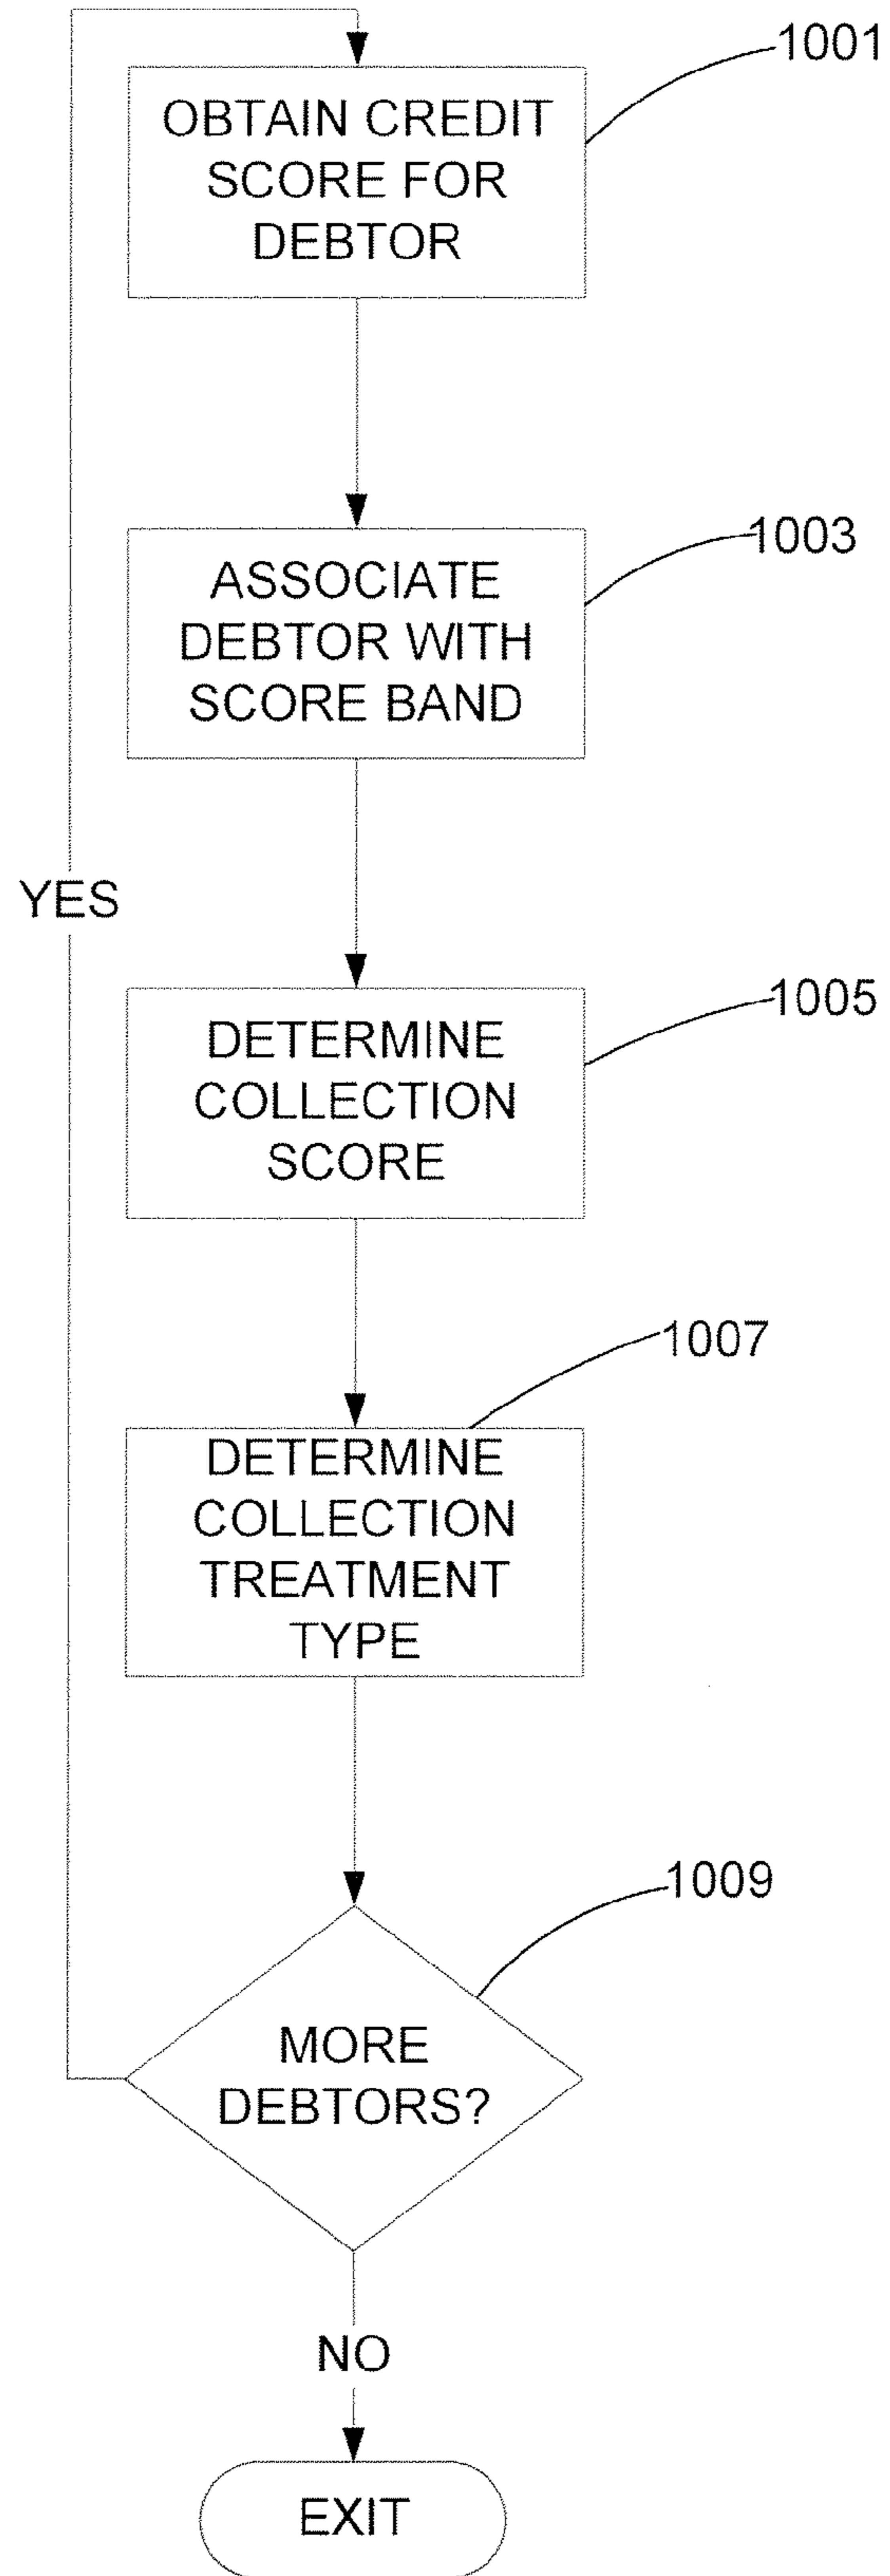 1001
OBTAIN CREDIT
SCORE FOR
DEBTOR
1003
ASSOCIATE
DEBTOR WITH
SCORE BAND
YES
1005
DETERMINE
COLLECTION
SCORE
1007
DETERMINE
COLLECTION
TREATMENT
TYPE
1009
MORE
DEBTORS?
NO
EXIT